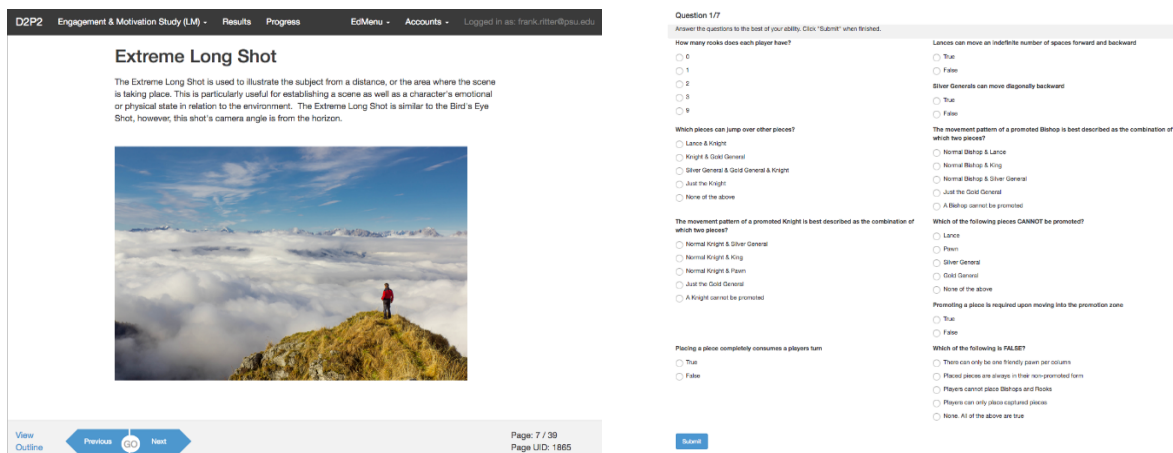 D2P2 Engagement & Motivation Study (LM) Results Progress EdMenu Accounts Logged in as: frank.ritter@psu.edu
Extreme Long Shot
The Extreme Long Shot is used to illustrate the subject from a distance, or the area where the scene
is taking place. This is particularly useful for establishing a scene as well as a character's emotional
or physical state in relation to the environment. The Extreme Long Shot is similar to the Bird's Eye
Shot, however, this shot's camera angle is from the horizon.
View
Outline
Previous GO Next
Page: 7 / 39
Page UID: 1865
Question 1/7
Answer the questions to the best of your ability. Click "Submit" when finished.
How many rooks does each player have?
0
1
2
3
9
Which pieces can jump over other pieces?
Lance & Knight
Knight & Gold General
Silver General & Gold General & Knight
Just the Knight
None of the above
The movement pattern of a promoted Knight is best described as the combination of
which two pieces?
Normal Knight & Silver General
Normal Knight & King
Normal Knight & Pawn
Just the Gold General
A Knight cannot be promoted
Placing a piece completely consumes a players turn
True
False
Submit
Lances can move an indefinite number of spaces forward and backward
True
False
Silver Generals can move diagonally backward
True
False
The movement pattern of a promoted Bishop is best described as the combination of
which two pieces?
Normal Bishop & Lance
Normal Bishop & King
Normal Bishop & Silver General
Just the Gold General
A Bishop cannot be promoted
Which of the following pieces CANNOT be promoted?
Lance
Pawn
Silver General
Gold General
None of the above
Promoting a piece is required upon moving into the promotion zone
True
False
Which of the following is FALSE?
There can only be one friendly pawn per column
Placed pieces are always in their non-promoted form
Players cannot place Bishops and Rooks
Players can only place captured pieces
None. All of the above are true